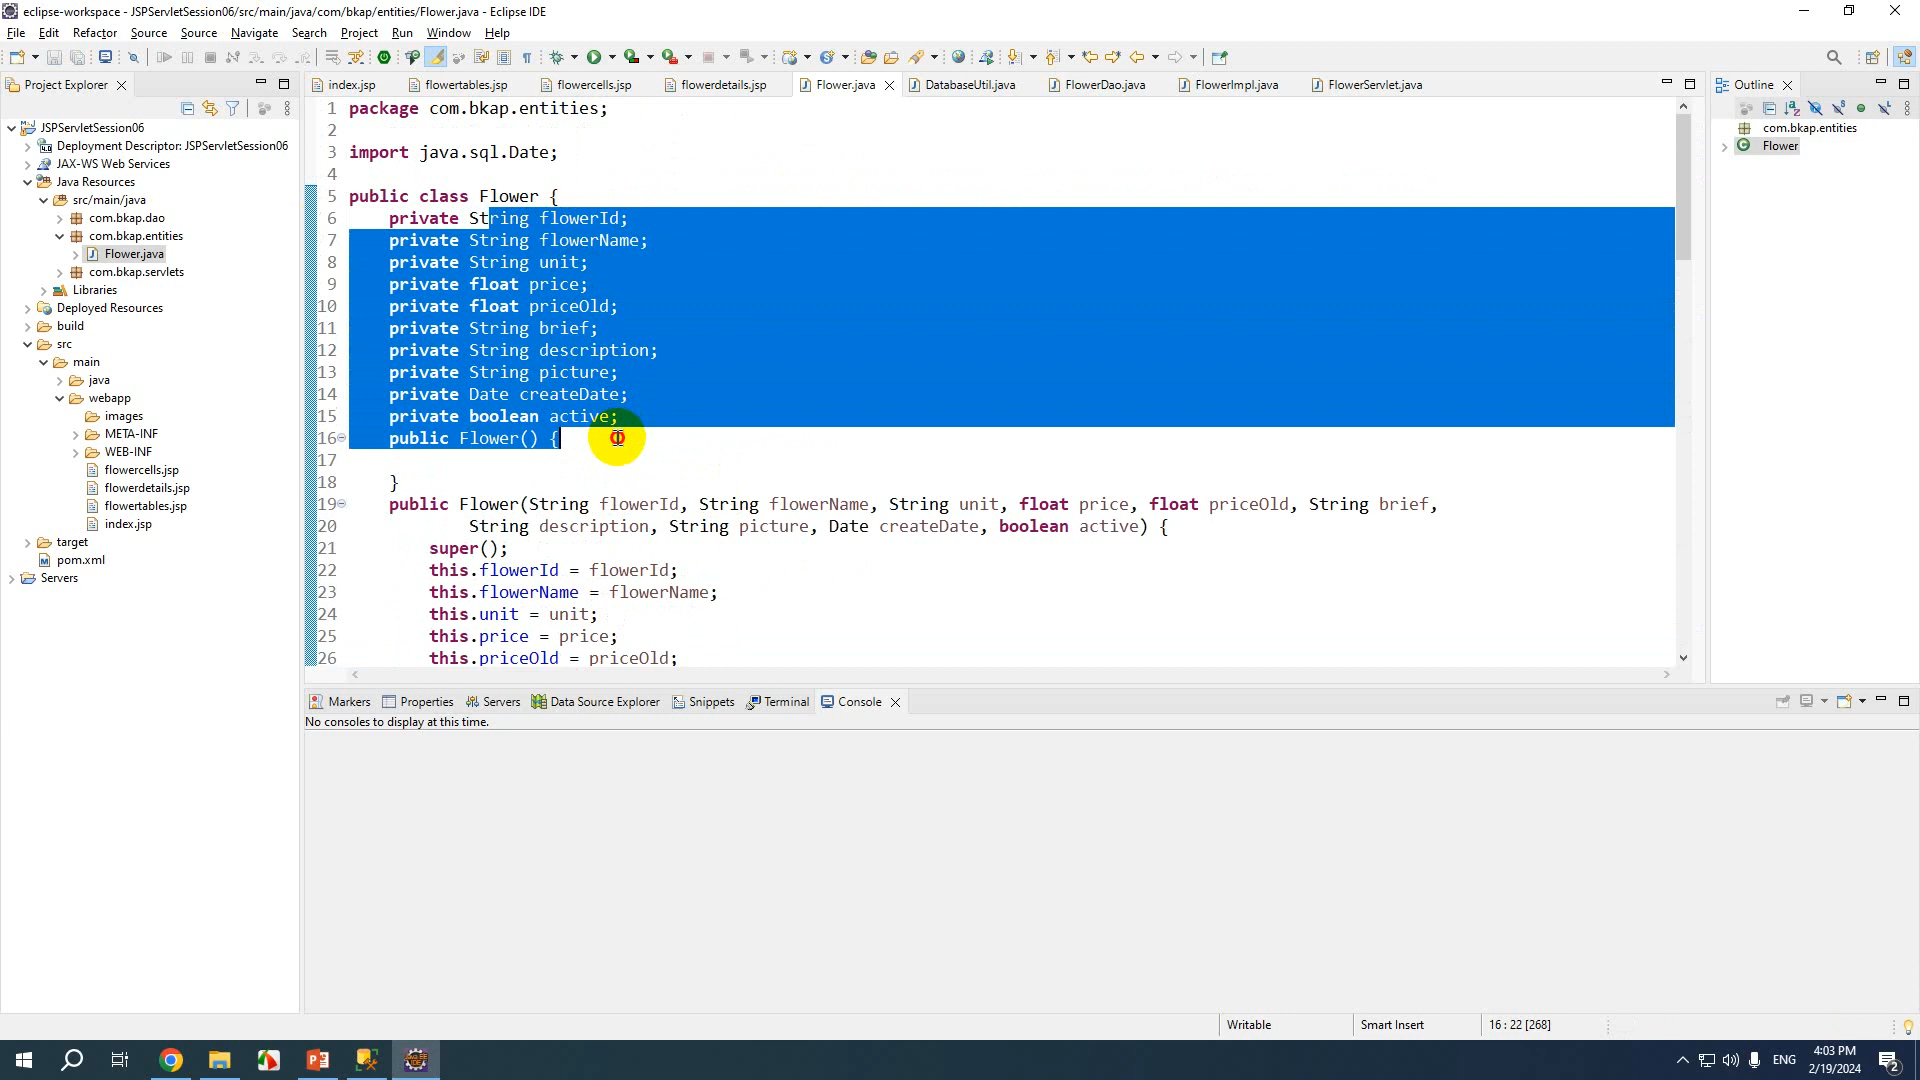 eclipse-workspace - JSPServletSession06/src/main/java/com/bkap/entities/Flower.java - Eclipse IDE
File Edit Refactor Source Source Navigate Search Project Run Window Help
Project Explorer
index.jsp flowertables.jsp flowercells.jsp flowerdetails.jsp Flower.java DatabaseUtil.java FlowerDao.java FlowerImpl.java FlowerServlet.java
Outline
JSPServletSession06
Deployment Descriptor: JSPServletSession06
JAX-WS Web Services
Java Resources
src/main/java
com.bkap.dao
com.bkap.entities
Flower.java
com.bkap.servlets
Libraries
Deployed Resources
build
src
main
java
webapp
images
META-INF
WEB-INF
flowercells.jsp
flowerdetails.jsp
flowertables.jsp
index.jsp
target
pom.xml
Servers
1 package com.bkap.entities;
2
3 import java.sql.Date;
4
5 public class Flower {
6 private String flowerId;
7 private String flowerName;
8 private String unit;
9 private float price;
10 private float priceOld;
11 private String brief;
12 private String description;
13 private String picture;
14 private Date createDate;
15 private boolean active;
16 public Flower() {
17
18 }
19 public Flower(String flowerId, String flowerName, String unit, float price, float priceOld, String brief,
20 String description, String picture, Date createDate, boolean active) {
21 super();
22 this.flowerId = flowerId;
23 this.flowerName = flowerName;
24 this.unit = unit;
25 this.price = price;
26 this.priceOld = priceOld;
com.bkap.entities
Flower
Markers Properties Servers Data Source Explorer Snippets Terminal Console
No consoles to display at this time.
Writable Smart Insert 16 : 22 [268]
ENG
4:03 PM
2/19/2024
2